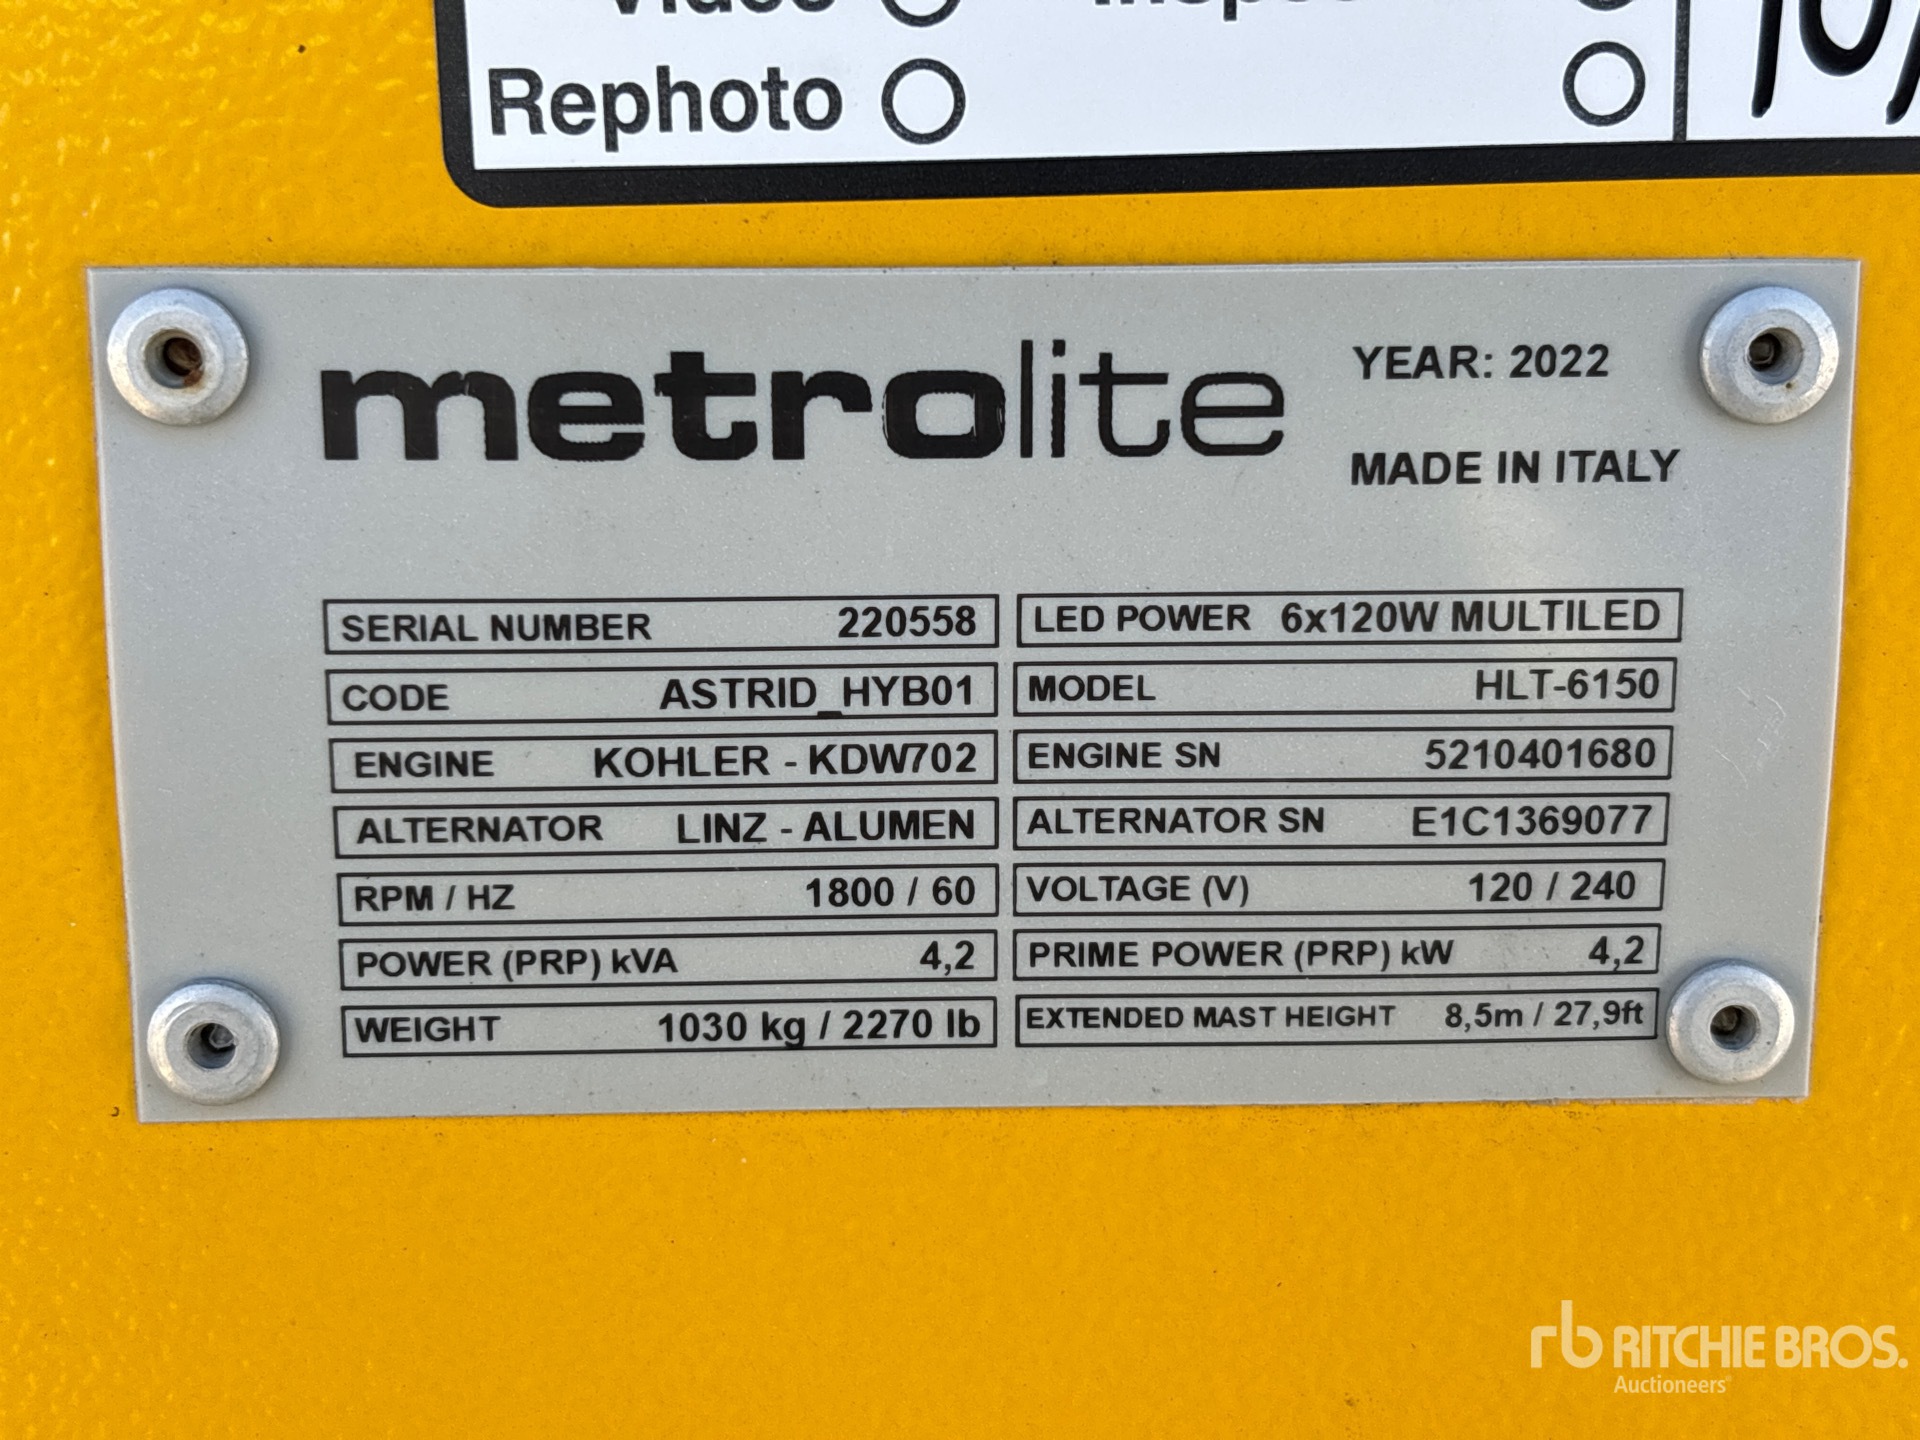 Rephoto
metrolite
YEAR: 2022
MADE IN ITALY
SERIAL NUMBER 220558
LED POWER 6x120W MULTILED
CODE ASTRID_HYB01
MODEL HLT-6150
ENGINE KOHLER - KDW702
ENGINE SN 5210401680
ALTERNATOR LINZ - ALUMEN
ALTERNATOR SN E1C1369077
RPM / HZ 1800 / 60
VOLTAGE (V) 120 / 240
POWER (PRP) kVA 4,2
PRIME POWER (PRP) kW 4,2
WEIGHT 1030 kg / 2270 lb
EXTENDED MAST HEIGHT 8,5m / 27,9ft
rb RITCHIE BROS.
Auctioneers